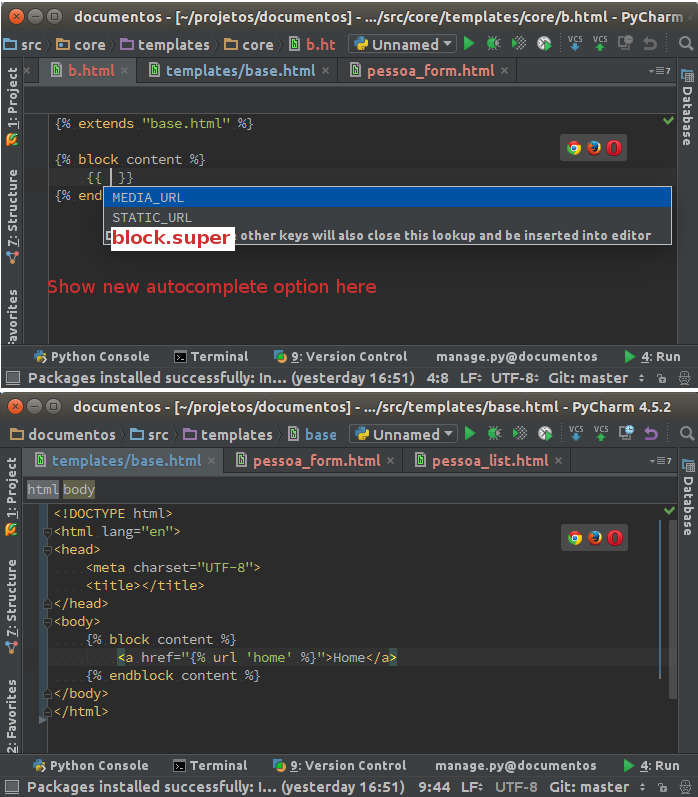 documentos - [~/projetos/documentos] - .../src/core/templates/core/b.html - PyCharm 4
src core templates core b.ht Unnamed VCS VCS
b.html templates/base.html pessoa_form.html 7
1: Project
7: Structure
Favorites
Database
{% extends "base.html" %}
{% block content %}
{{ }}
{% end
MEDIA_URL
STATIC_URL
block.super
other keys will also close this lookup and be inserted into editor
Show new autocomplete option here
Python Console Terminal 9: Version Control manage.py@documentos 4: Run
Packages installed successfully: In... (yesterday 16:51) 4:8 LF UTF-8 Git: master
documentos - [~/projetos/documentos] - .../src/templates/base.html - PyCharm 4.5.2
documentos src templates base Unnamed VCS VCS
templates/base.html pessoa_form.html pessoa_list.html 7
html body
1: Project
7: Structure
2: Favorites
Database
<!DOCTYPE html>
<html lang="en">
<head>
<meta charset="UTF-8">
<title></title>
</head>
<body>
{% block content %}
<a href="{% url 'home' %}">Home</a>
{% endblock content %}
</body>
</html>
Python Console Terminal 9: Version Control manage.py@documentos 4: Run
Packages installed successfully: I... (yesterday 16:51) 9:44 LF UTF-8 Git: master